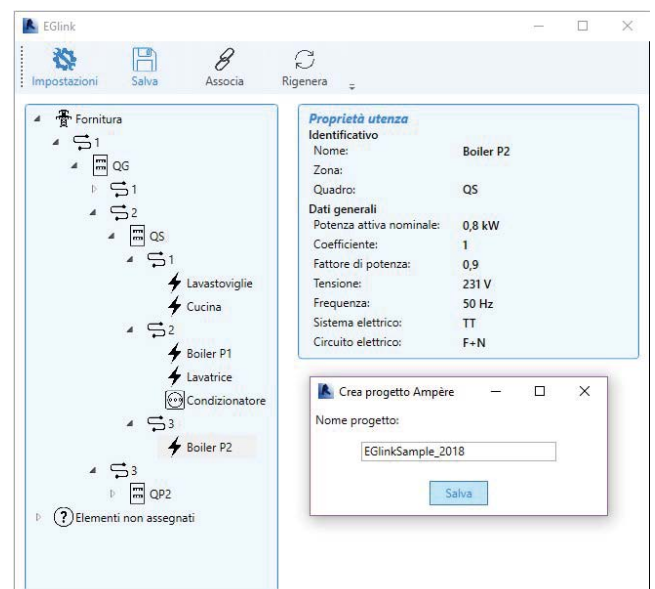 EGlink
Impostazioni Salva Associa Rigenera
Fornitura
1
QG
1
2
QS
1
Lavastoviglie
Cucina
2
Boiler P1
Lavatrice
Condizionatore
3
Boiler P2
3
QP2
? Elementi non assegnati
Proprietà utenza
Identificativo
Nome: Boiler P2
Zona:
Quadro: QS
Dati generali
Potenza attiva nominale: 0,8 kW
Coefficiente: 1
Fattore di potenza: 0,9
Tensione: 231 V
Frequenza: 50 Hz
Sistema elettrico: TT
Circuito elettrico: F+N
Crea progetto Ampère
Nome progetto:
EGlinkSample_2018
Salva